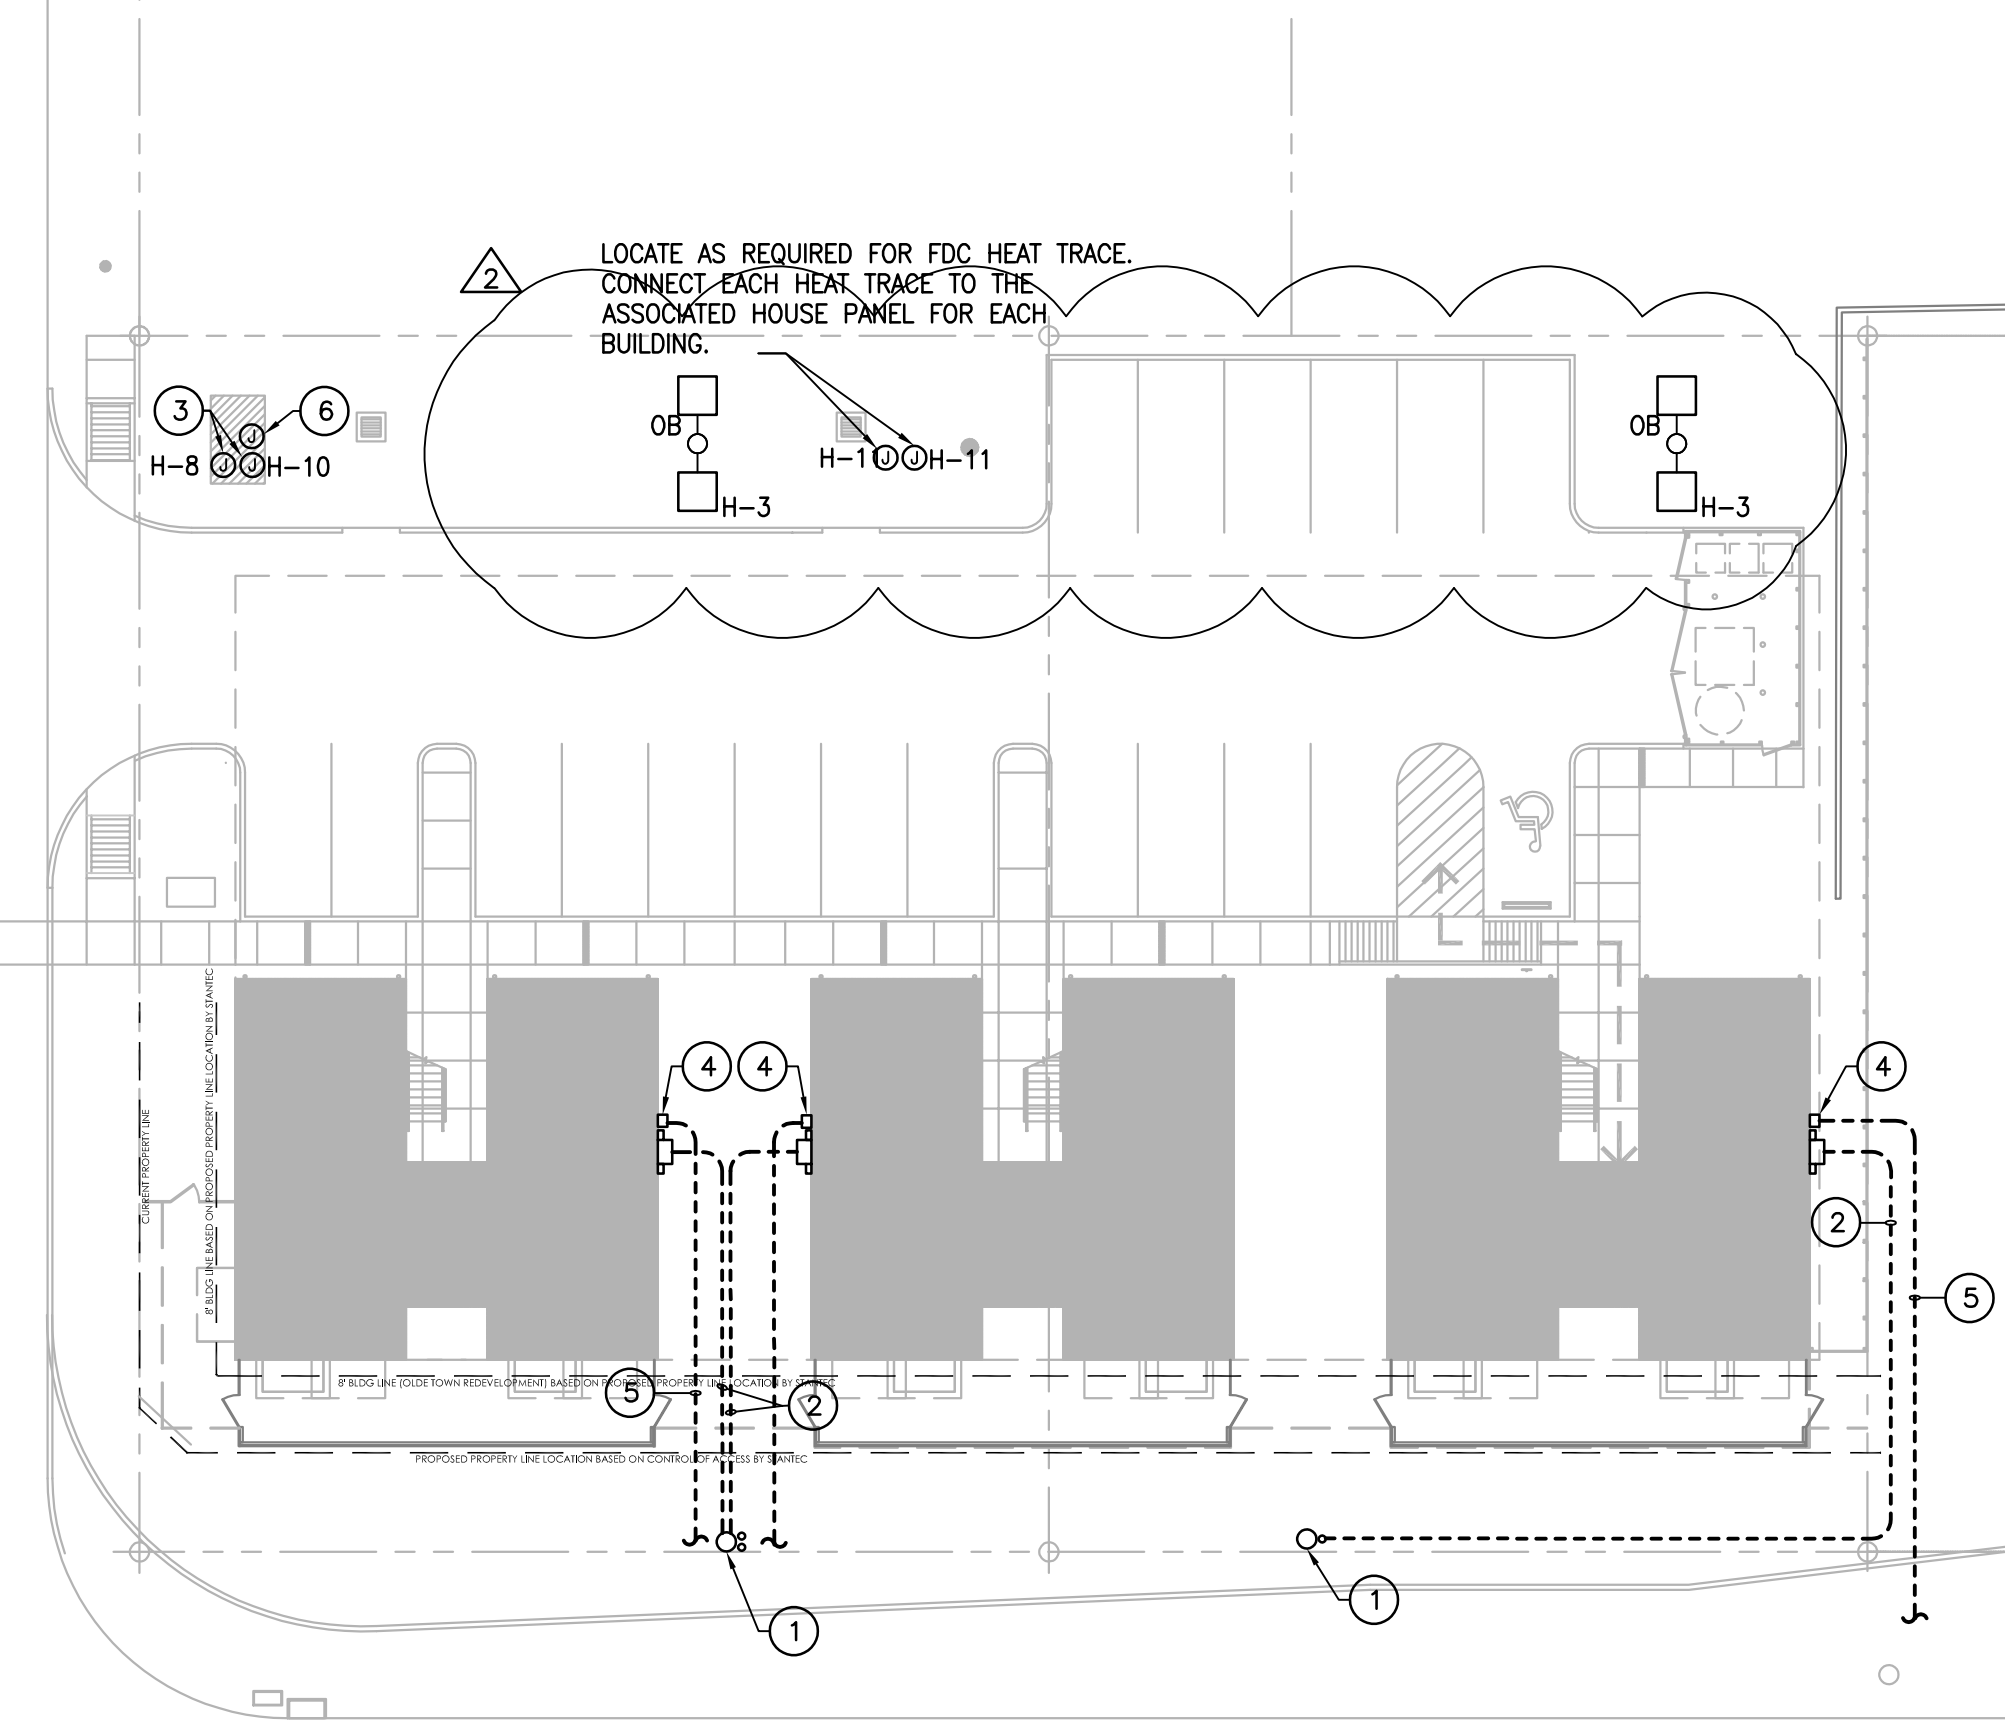 LOCATE AS REQUIRED FOR FDC HEAT TRACE.
CONNECT EACH HEAT TRACE TO THE
ASSOCIATED HOUSE PANEL FOR EACH
BUILDING.
2
3
6
J
H-8
J
J
H-10
OB
H-3
H-11
J
J
H-11
OB
H-3
4
4
4
2
5
CURRENT PROPERTY LINE
8' BLDG LINE BASED ON PROPOSED PROPERTY LINE LOCATION BY STANTEC
8' BLDG LINE (OLDE TOWN REDEVELOPMENT) BASED ON PROPOSED PROPERTY LINE LOCATION BY STANTEC
5
2
PROPOSED PROPERTY LINE LOCATION BASED ON CONTROL OF ACCESS BY STANTEC
1
1